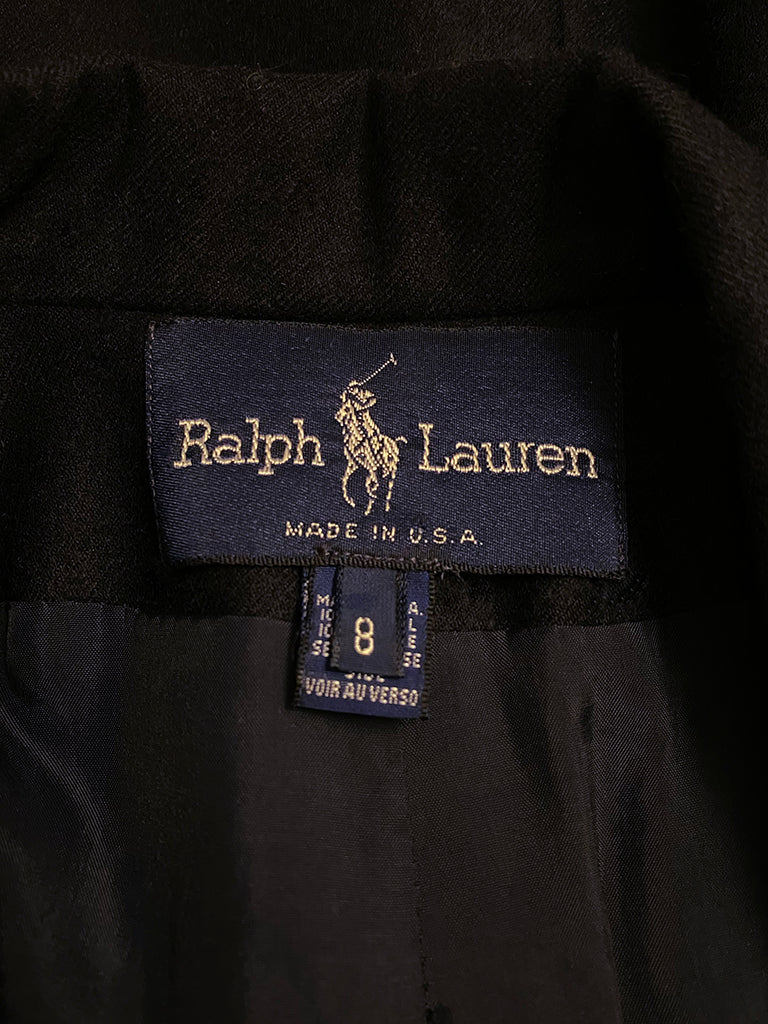 Ralph Lauren
MADE IN U.S.A.
8
VOIR AU VERSO